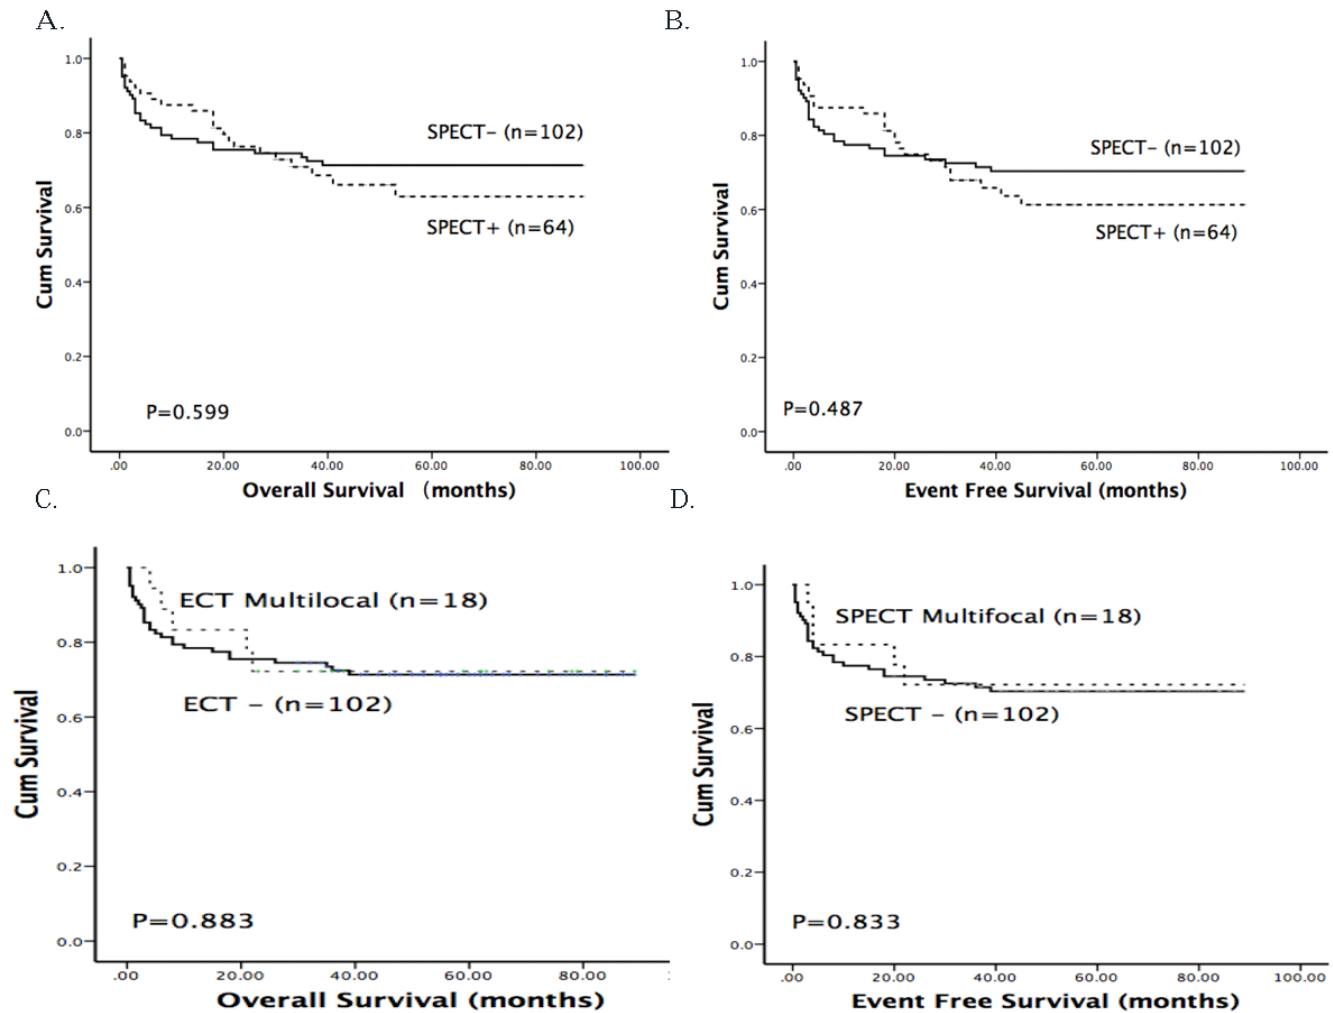 A.
1.0
0.8
0.6
0.4
0.2
0.0
Cum Survival
SPECT- (n=102)
SPECT+ (n=64)
P=0.599
.00 20.00 40.00 60.00 80.00 100.00
Overall Survival (months)
B.
1.0
0.8
0.6
0.4
0.2
0.0
Cum Survival
SPECT- (n=102)
SPECT+ (n=64)
P=0.487
.00 20.00 40.00 60.00 80.00 100.00
Event Free Survival (months)
C.
1.0
0.8
0.6
0.4
0.2
0.0
Cum Survival
ECT Multilocal (n=18)
ECT - (n=102)
P=0.883
.00 20.00 40.00 60.00 80.00
Overall Survival (months)
D.
1.0
0.8
0.6
0.4
0.2
0.0
Cum Survival
SPECT Multifocal (n=18)
SPECT - (n=102)
P=0.833
.00 20.00 40.00 60.00 80.00 100.00
Event Free Survival (months)